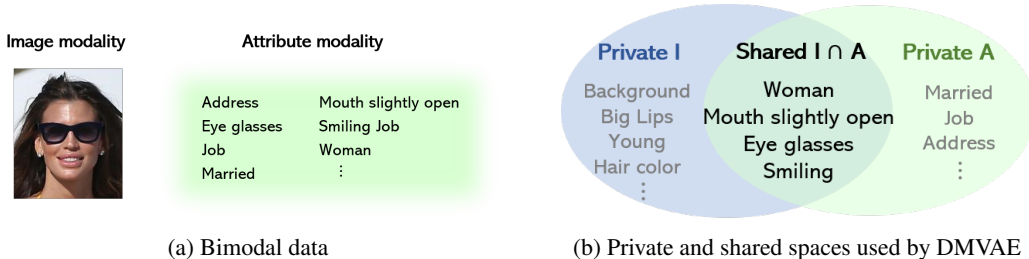 Image modality
Attribute modality
Address
Eye glasses
Job
Married
Mouth slightly open
Smiling Job
Woman
⋮
(a) Bimodal data
Private I
Background
Big Lips
Young
Hair color
⋮
Shared I ∩ A
Woman
Mouth slightly open
Eye glasses
Smiling
Private A
Married
Job
Address
⋮
(b) Private and shared spaces used by DMVAE